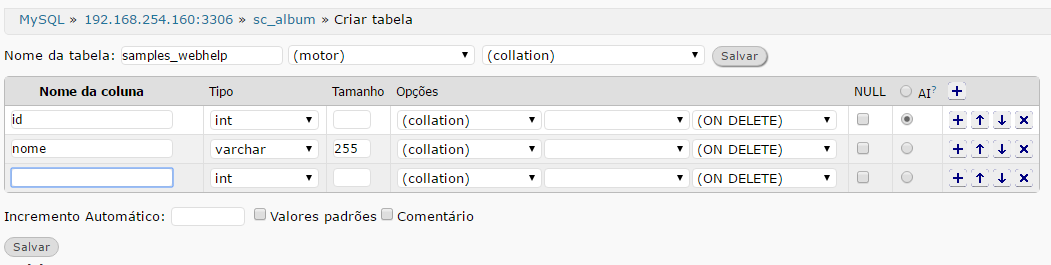 MySQL » 192.168.254.160:3306 » sc_album » Criar tabela
Nome da tabela: samples_webhelp (motor) (collation) Salvar
Nome da coluna Tipo Tamanho Opções NULL AI?
id int (collation) (ON DELETE)
nome varchar 255 (collation) (ON DELETE)
int (collation) (ON DELETE)
Incremento Automático: Valores padrões Comentário
Salvar